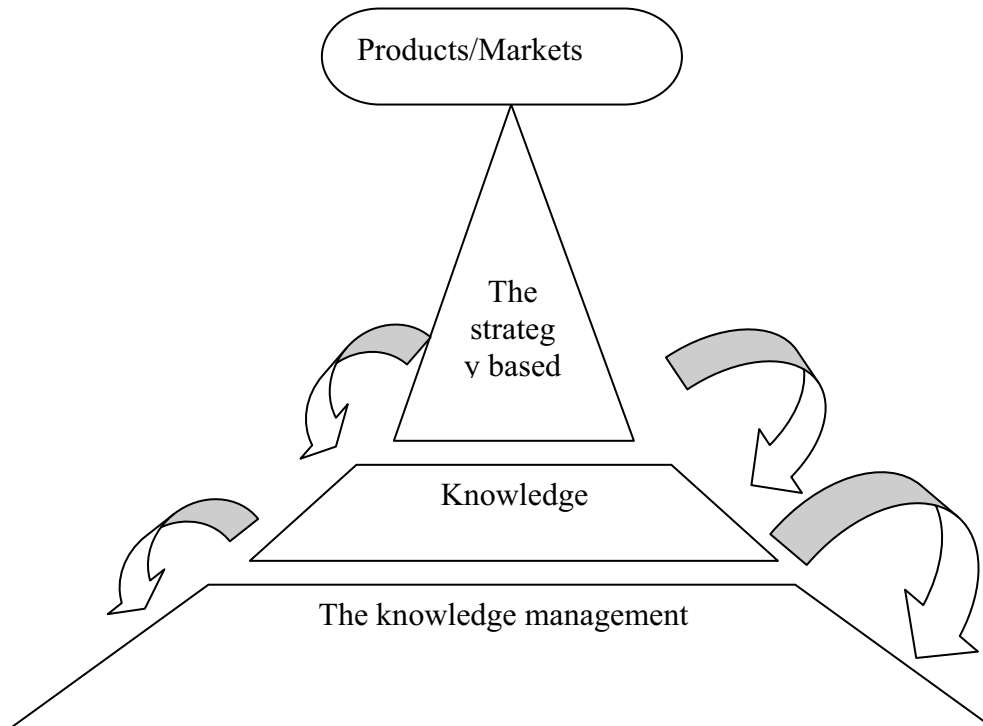 Products/Markets
The
strateg
y based
Knowledge
The knowledge management